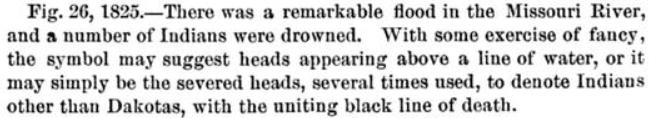 Fig. 26, 1825.—There was a remarkable flood in the Missouri River,
and a number of Indians were drowned. With some exercise of fancy,
the symbol may suggest heads appearing above a line of water, or it
may simply be the severed heads, several times used, to denote Indians
other than Dakotas, with the uniting black line of death.